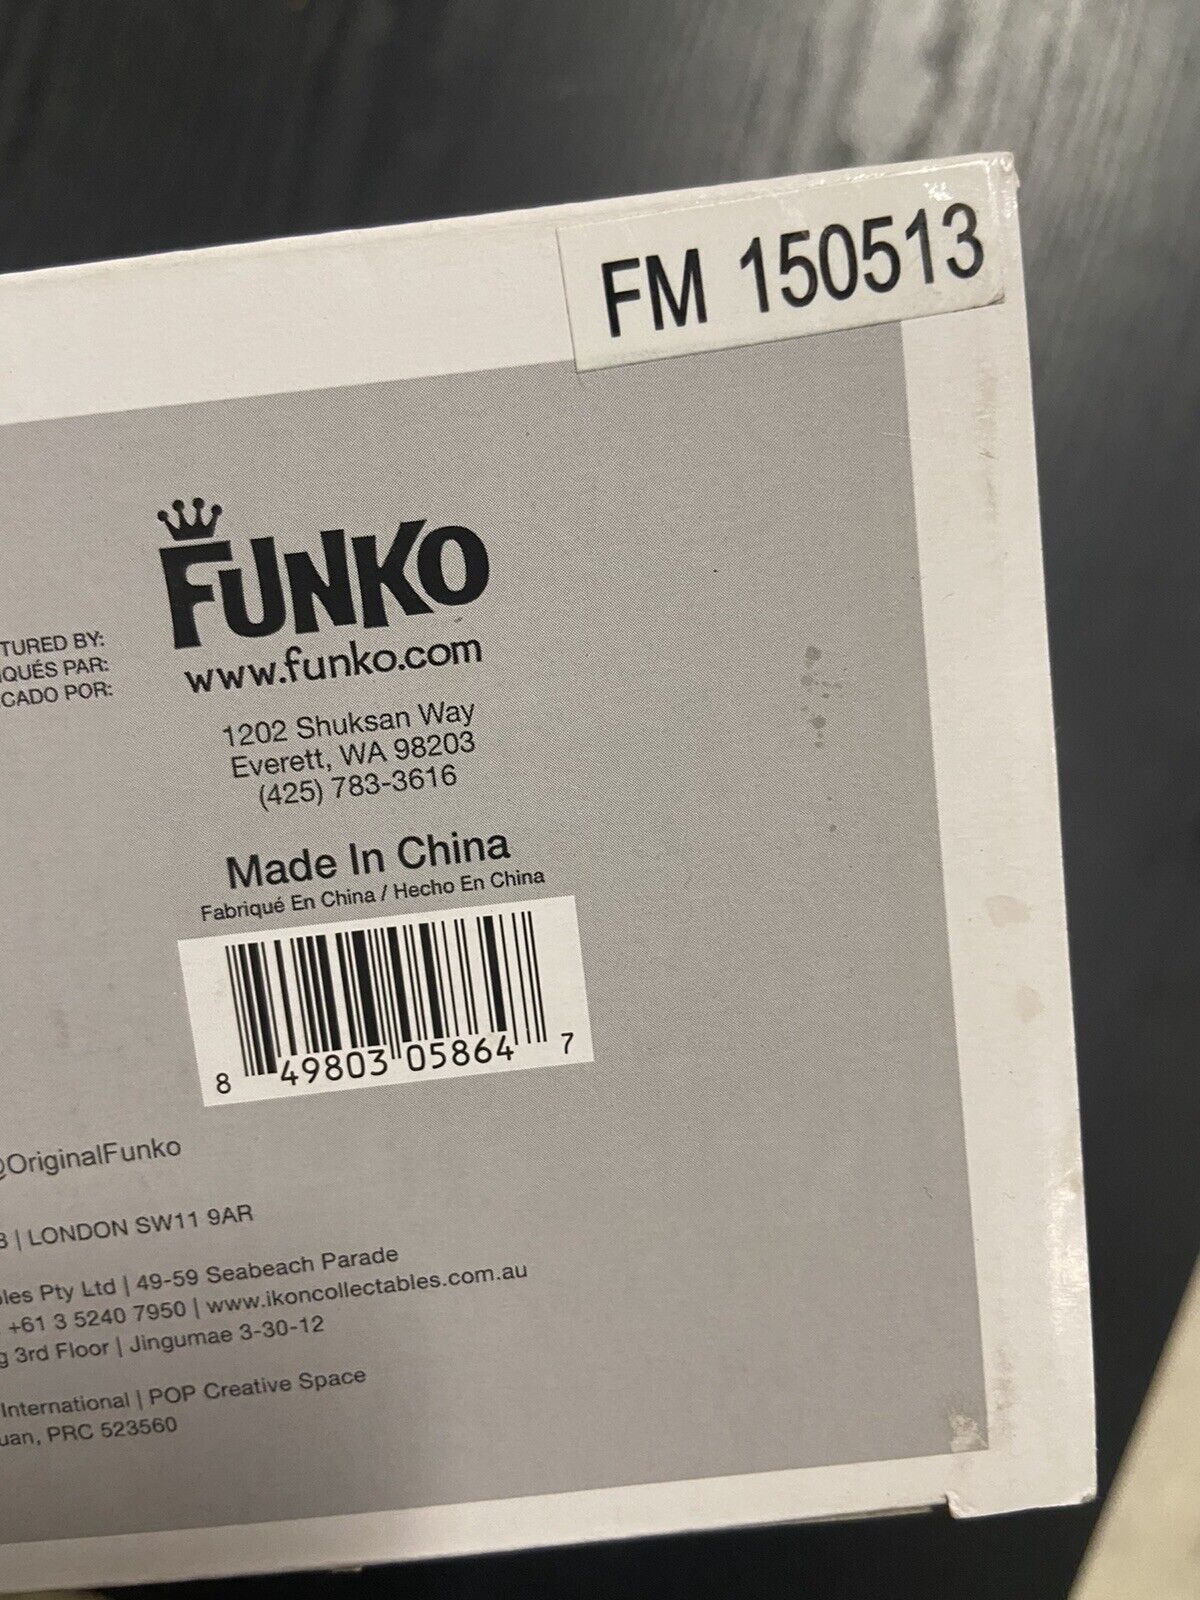 FM 150513
FUNKO
www.funko.com
TURED BY:
IQUÉS PAR:
CADO POR:
1202 Shuksan Way
Everett, WA 98203
(425) 783-3616
Made In China
Fabriqué En China / Hecho En China
8 49803 05864 7
@OriginalFunko
| LONDON SW11 9AR
les Pty Ltd | 49-59 Seabeach Parade
+61 3 5240 7950 | www.ikoncollectables.com.au
g 3rd Floor | Jingumae 3-30-12
International | POP Creative Space
uan, PRC 523560